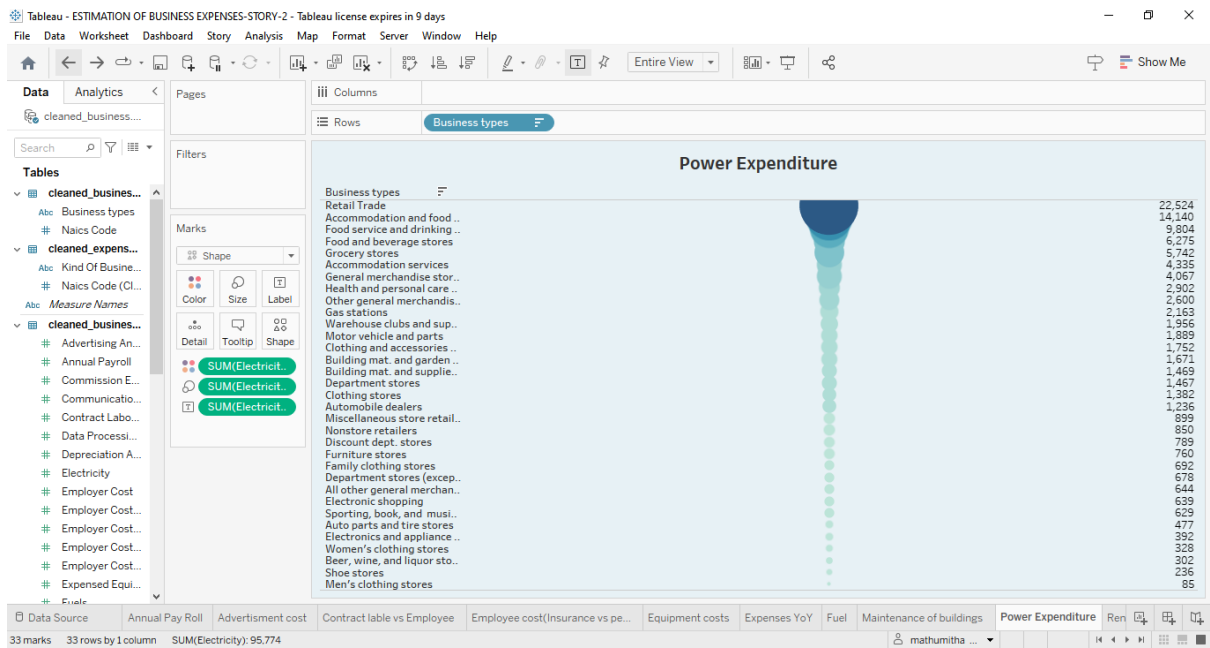 Tableau - ESTIMATION OF BUSINESS EXPENSES-STORY-2 - Tableau license expires in 9 days
File Data Worksheet Dashboard Story Analysis Map Format Server Window Help
Entire View
Show Me
Data Analytics
cleaned_business....
Search
Tables
cleaned_busines...
Abc Business types
# Naics Code
cleaned_expens...
Abc Kind Of Busine...
# Naics Code (Cl...
Abc Measure Names
cleaned_busines...
# Advertising An...
# Annual Payroll
# Commission E...
# Communicatio...
# Contract Labo...
# Data Processi...
# Depreciation A...
# Electricity
# Employer Cost
# Employer Cost...
# Employer Cost...
# Employer Cost...
# Employer Cost...
# Expensed Equi...
# Fuels
Pages
Filters
Marks
Shape
Color Size Label
Detail Tooltip Shape
SUM(Electricit..
SUM(Electricit..
SUM(Electricit..
Columns
Rows Business types
Power Expenditure
Business types
Retail Trade 22,524
Accommodation and food .. 14,140
Food service and drinking .. 9,804
Food and beverage stores 6,275
Grocery stores 5,742
Accommodation services 4,335
General merchandise stor.. 4,067
Health and personal care .. 2,902
Other general merchandis.. 2,600
Gas stations 2,163
Warehouse clubs and sup.. 1,956
Motor vehicle and parts 1,889
Clothing and accessories .. 1,752
Building mat. and garden .. 1,671
Building mat. and supplie.. 1,469
Department stores 1,467
Clothing stores 1,382
Automobile dealers 1,236
Miscellaneous store retail.. 899
Nonstore retailers 850
Discount dept. stores 789
Furniture stores 760
Family clothing stores 692
Department stores (excep.. 678
All other general merchan.. 644
Electronic shopping 639
Sporting, book, and musi.. 629
Auto parts and tire stores 477
Electronics and appliance .. 392
Women's clothing stores 328
Beer, wine, and liquor sto.. 302
Shoe stores 236
Men's clothing stores 85
Data Source Annual Pay Roll Advertisment cost Contract lable vs Employee Employee cost(Insurance vs pe... Equipment costs Expenses YoY Fuel Maintenance of buildings Power Expenditure Ren
33 marks 33 rows by 1 column SUM(Electricity): 95,774 mathumitha ...